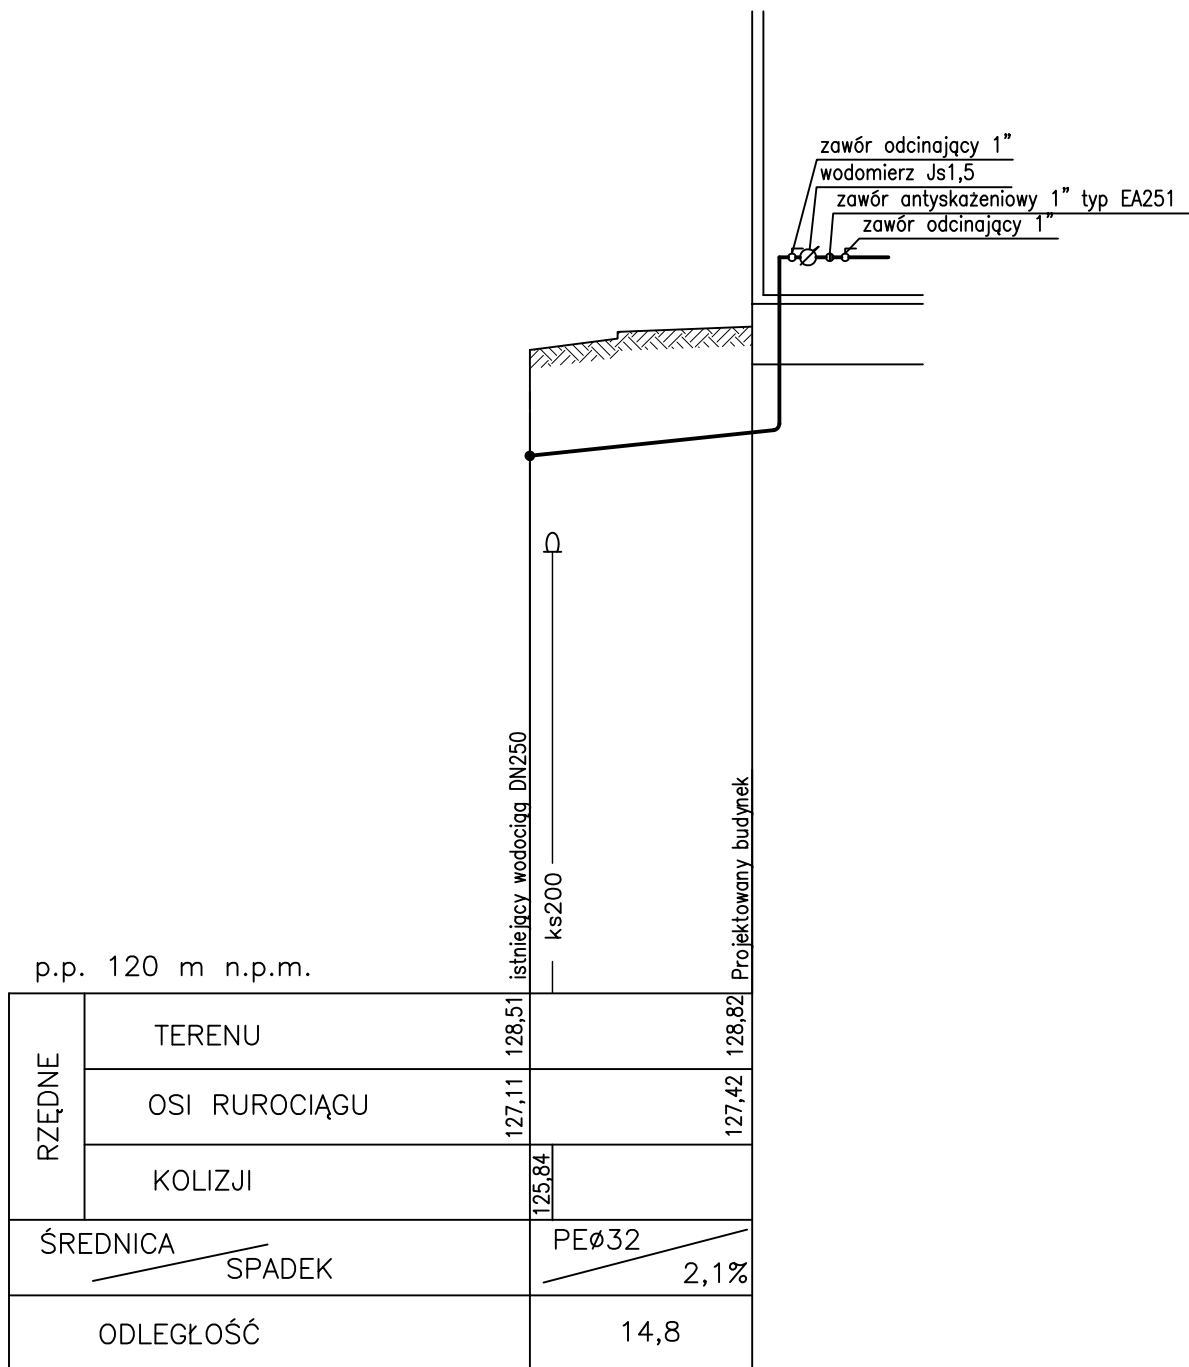 zawór odcinający 1"
wodomierz Js1,5
zawór antyskażeniowy 1" typ EA251
zawór odcinający 1"
istniejący wodociąg DN250
ks200
Projektowany budynek
p.p. 120 m n.p.m.
RZĘDNE
TERENU
128,51
128,82
OSI RUROCIĄGU
127,11
127,42
KOLIZJI
125,84
ŚREDNICA
SPADEK
PEø32
2,1%
ODLEGŁOŚĆ
14,8